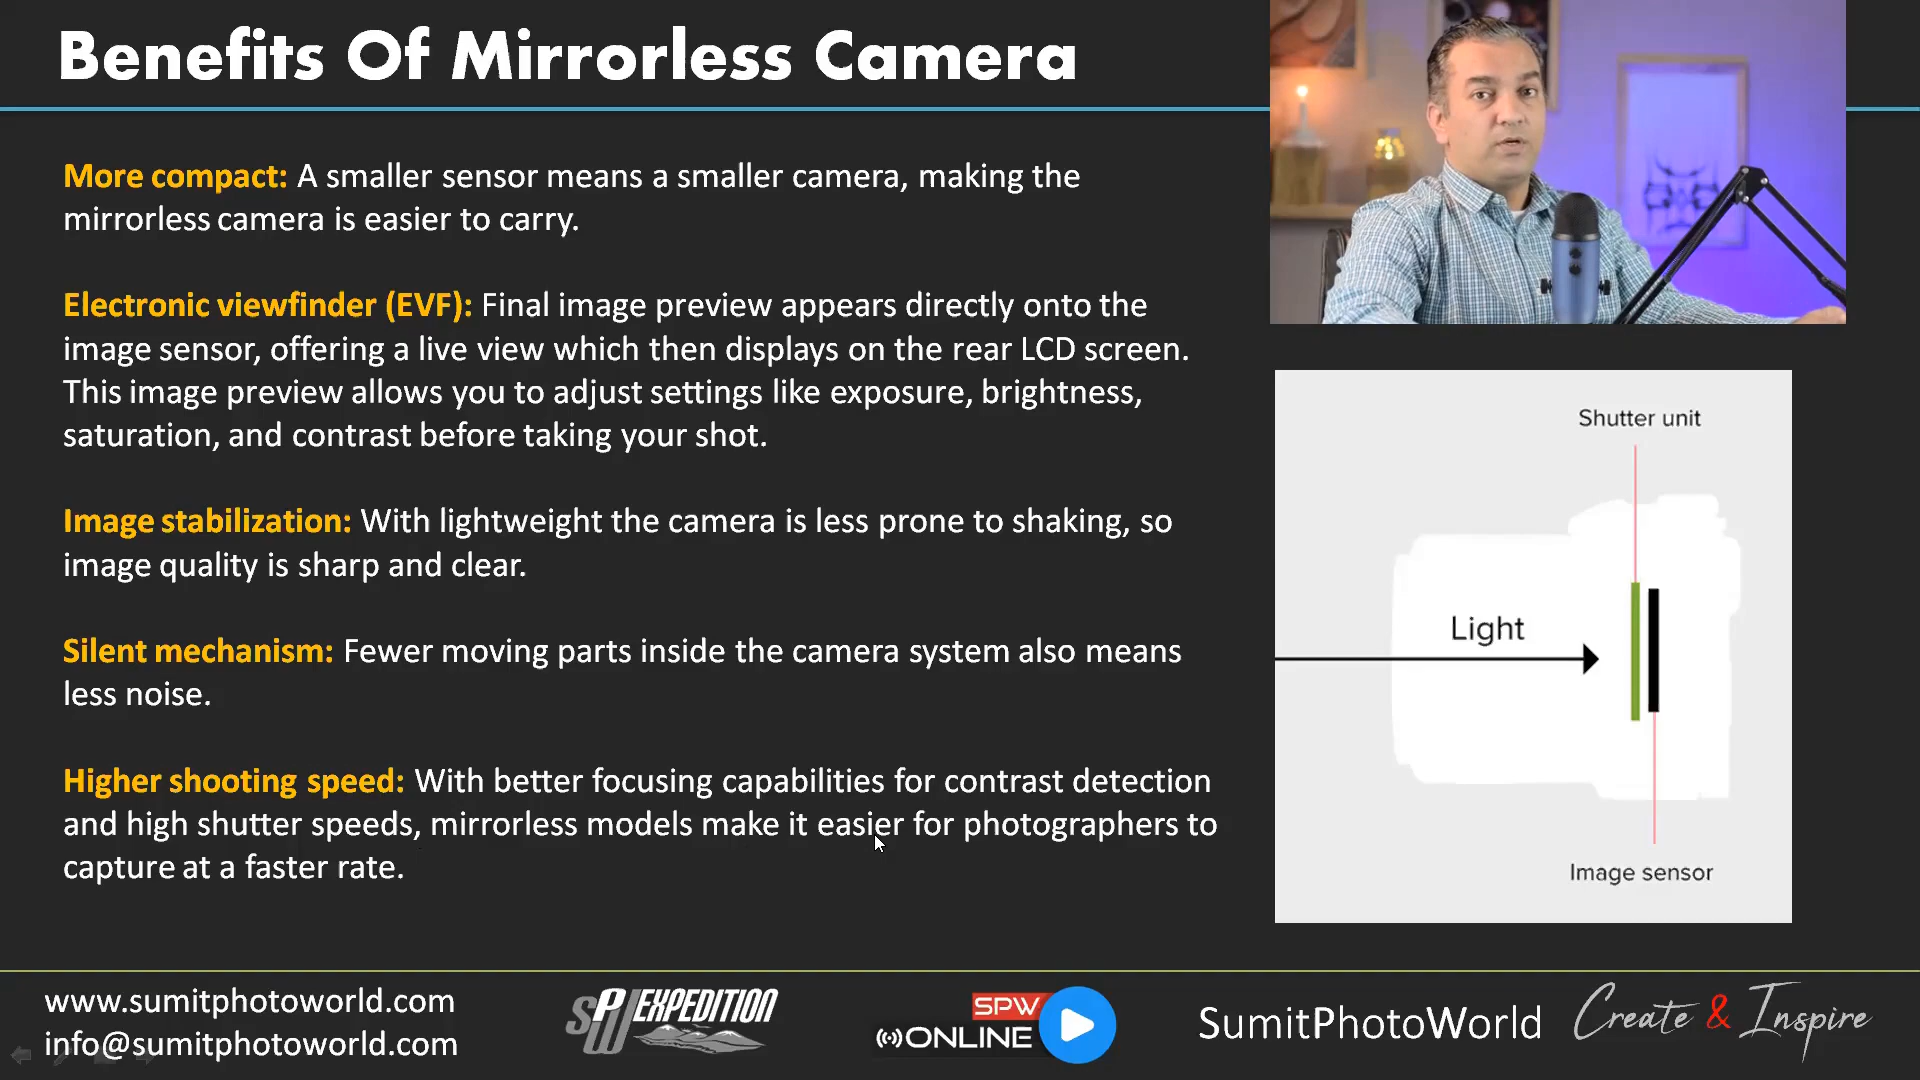 Benefits Of Mirrorless Camera
More compact: A smaller sensor means a smaller camera, making the
mirrorless camera is easier to carry.
Electronic viewfinder (EVF): Final image preview appears directly onto the
image sensor, offering a live view which then displays on the rear LCD screen.
This image preview allows you to adjust settings like exposure, brightness,
saturation, and contrast before taking your shot.
Image stabilization: With lightweight the camera is less prone to shaking, so
image quality is sharp and clear.
Silent mechanism: Fewer moving parts inside the camera system also means
less noise.
Higher shooting speed: With better focusing capabilities for contrast detection
and high shutter speeds, mirrorless models make it easier for photographers to
capture at a faster rate.
Shutter unit
Light
Image sensor
www.sumitphotoworld.com
info@sumitphotoworld.com
SPW EXPEDITION
SPW
ONLINE
SumitPhotoWorld
Create & Inspire